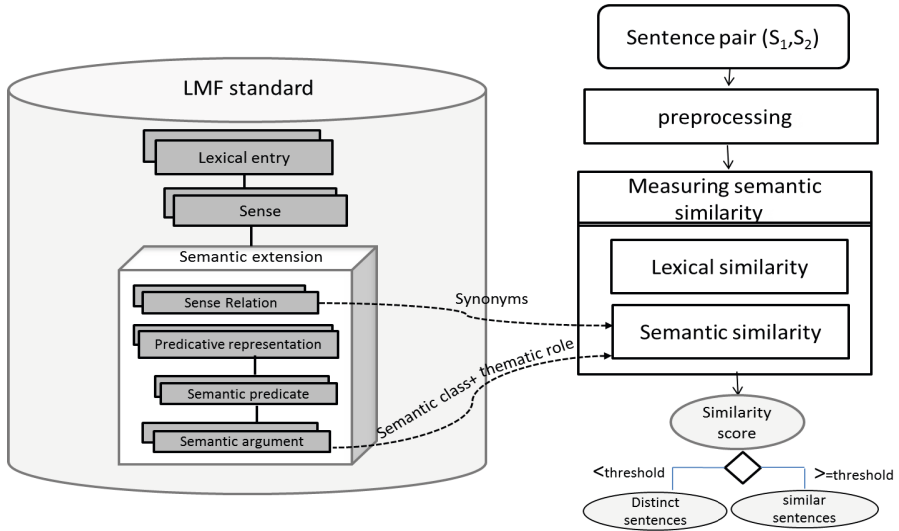 LMF standard
Lexical entry
Sense
Semantic extension
Sense Relation
Predicative representation
Semantic predicate
Semantic argument
Synonyms
Semantic class+ thematic role
Sentence pair (S₁,S₂)
preprocessing
Measuring semantic
similarity
Lexical similarity
Semantic similarity
Similarity
score
<threshold
>=threshold
Distinct
sentences
similar
sentences